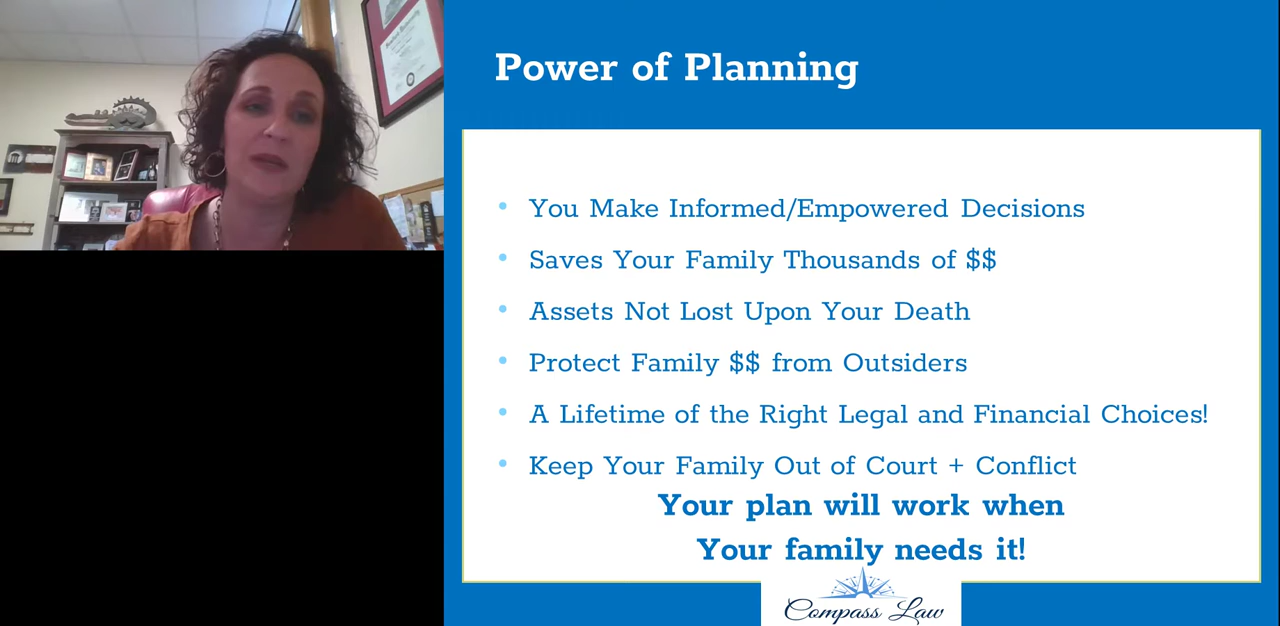 Power of Planning
• You Make Informed/Empowered Decisions
• Saves Your Family Thousands of $$
• Assets Not Lost Upon Your Death
• Protect Family $$ from Outsiders
• A Lifetime of the Right Legal and Financial Choices!
• Keep Your Family Out of Court + Conflict
Your plan will work when
Your family needs it!
Compass Law